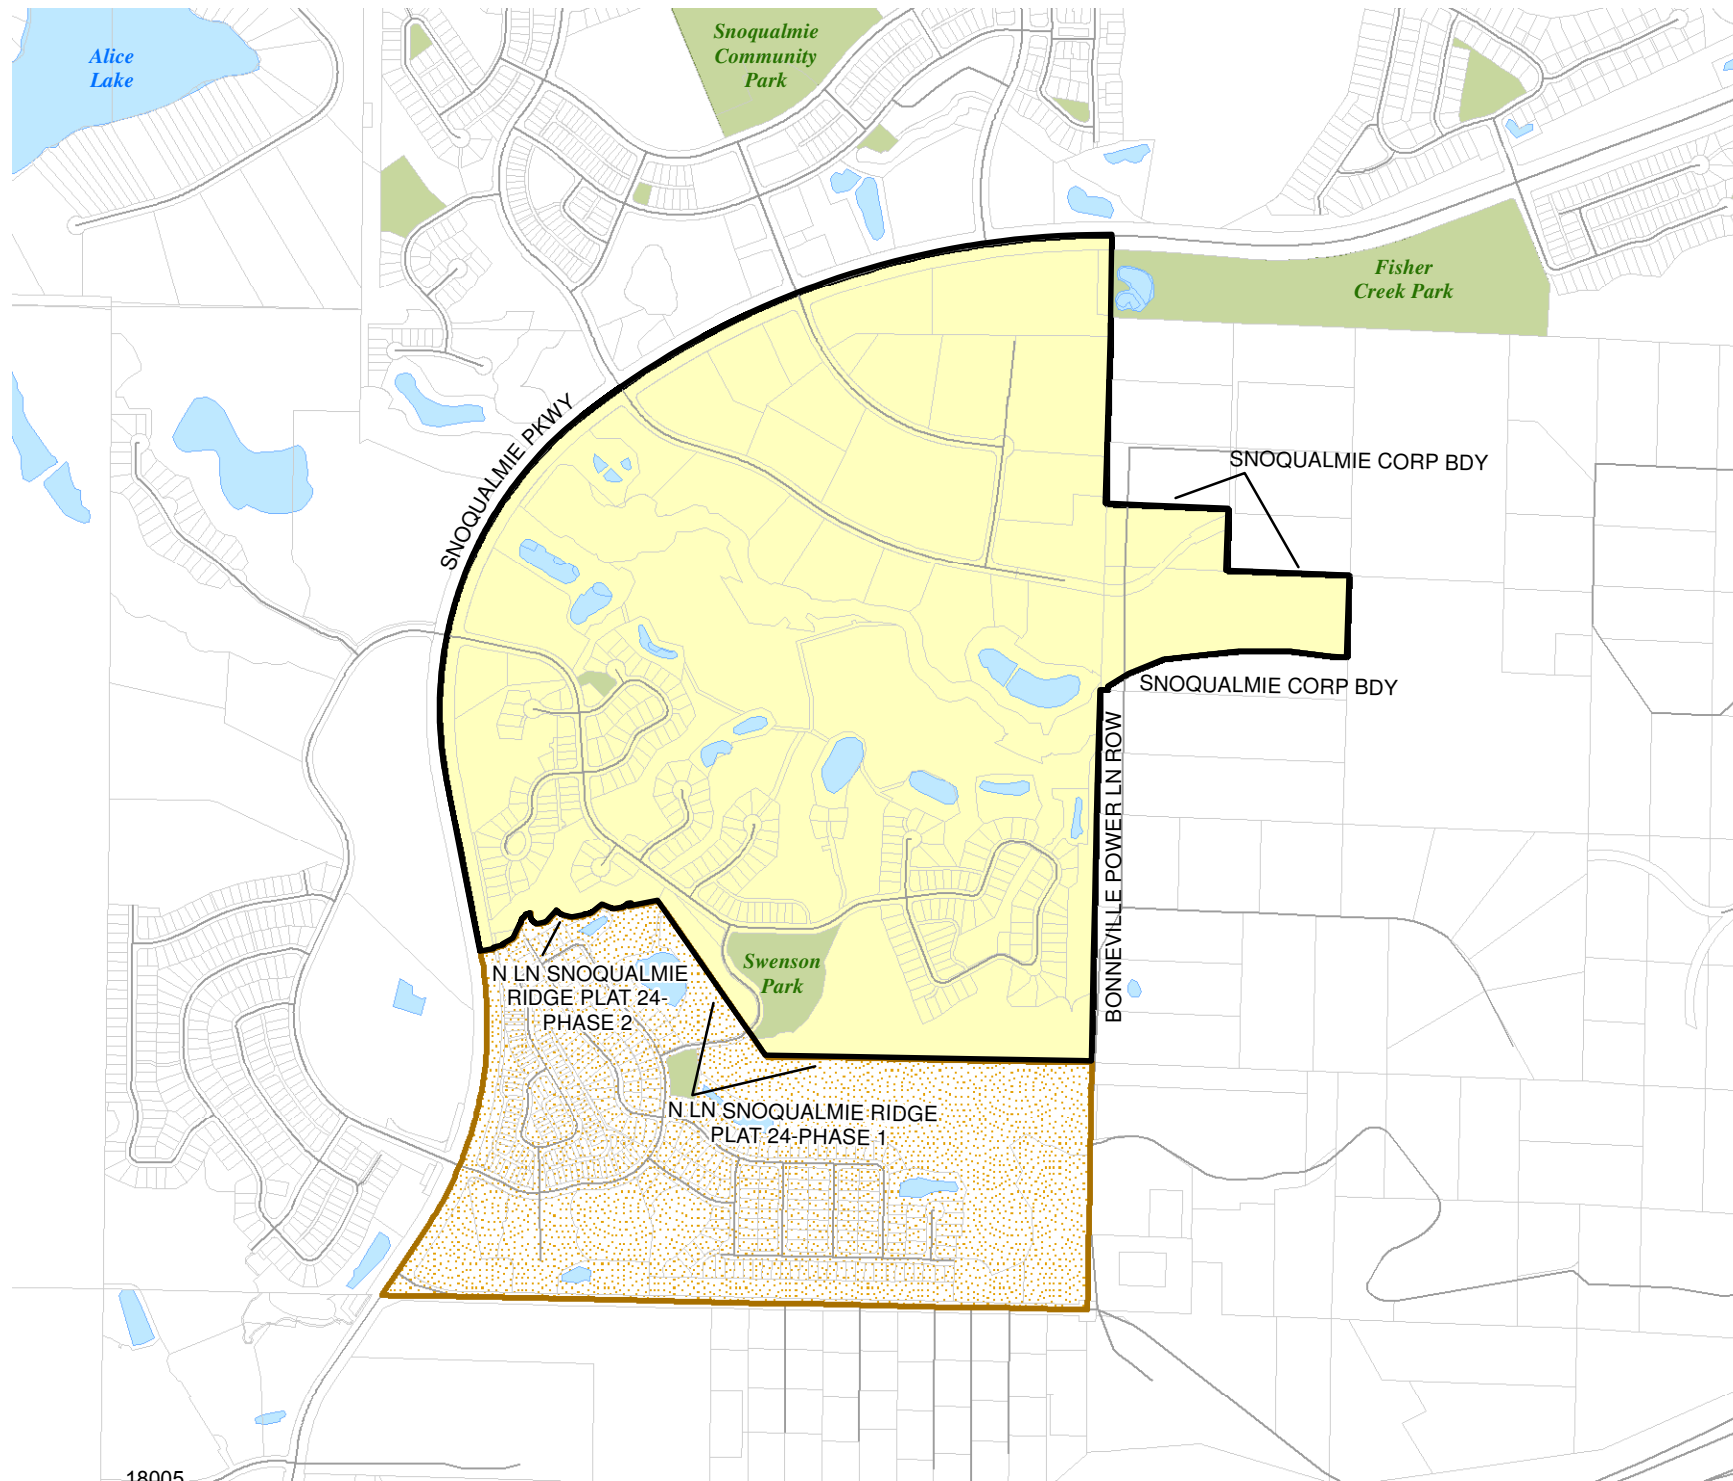 Alice
Lake
Snoqualmie
Community
Park
Fisher
Creek Park
SNOQUALMIE PKWY
SNOQUALMIE CORP BDY
SNOQUALMIE CORP BDY
BONNEVILLE POWER LN ROW
Swenson
Park
N LN SNOQUALMIE
RIDGE PLAT 24-
PHASE 2
N LN SNOQUALMIE RIDGE
PLAT 24-PHASE 1
18005